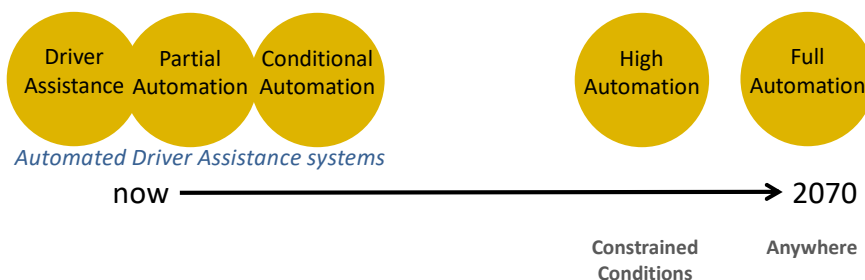 Driver
Assistance
Partial
Automation
Conditional
Automation
High
Automation
Full
Automation
Automated Driver Assistance systems
now
2070
Constrained
Conditions
Anywhere